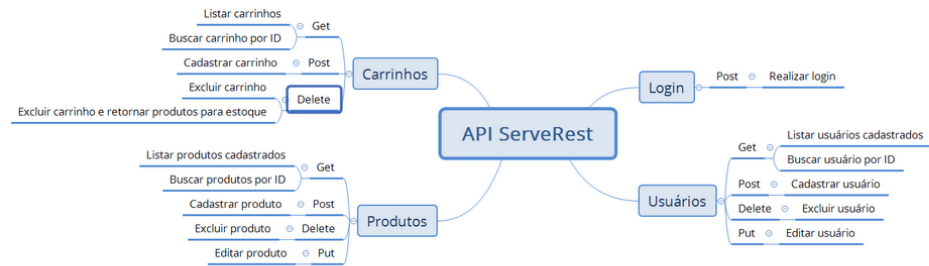 API ServeRest
Carrinhos
Get
Listar carrinhos
Buscar carrinho por ID
Post
Cadastrar carrinho
Delete
Excluir carrinho
Excluir carrinho e retornar produtos para estoque
Produtos
Get
Listar produtos cadastrados
Buscar produtos por ID
Post
Cadastrar produto
Delete
Excluir produto
Put
Editar produto
Login
Post
Realizar login
Usuários
Get
Listar usuários cadastrados
Buscar usuário por ID
Post
Cadastrar usuário
Delete
Excluir usuário
Put
Editar usuário